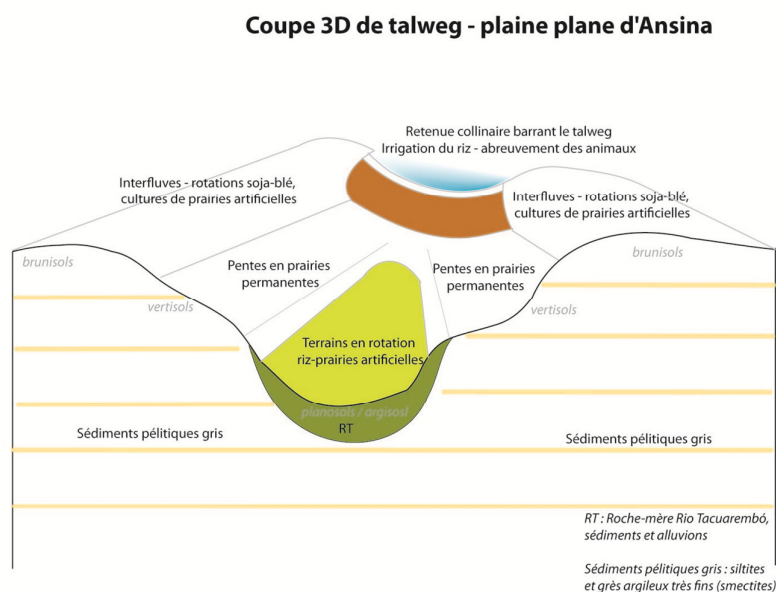 Coupe 3D de talweg - plaine plane d'Ansina
Retenue collinaire barrant le talweg
Irrigation du riz - abreuvement des animaux
Interfluves - rotations soja-blé,
cultures de prairies artificielles
Interfluves - rotations soja-blé,
cultures de prairies artificielles
brunisols
brunisols
Pentes en prairies
permanentes
Pentes en prairies
permanentes
vertisols
vertisols
Terrains en rotation
riz-prairies artificielles
planosols / argisosl
RT
Sédiments pélitiques gris
Sédiments pélitiques gris
RT : Roche-mère Rio Tacuarembó,
sédiments et alluvions
Sédiments pélitiques gris : siltites
et grès argileux très fins (smectites)